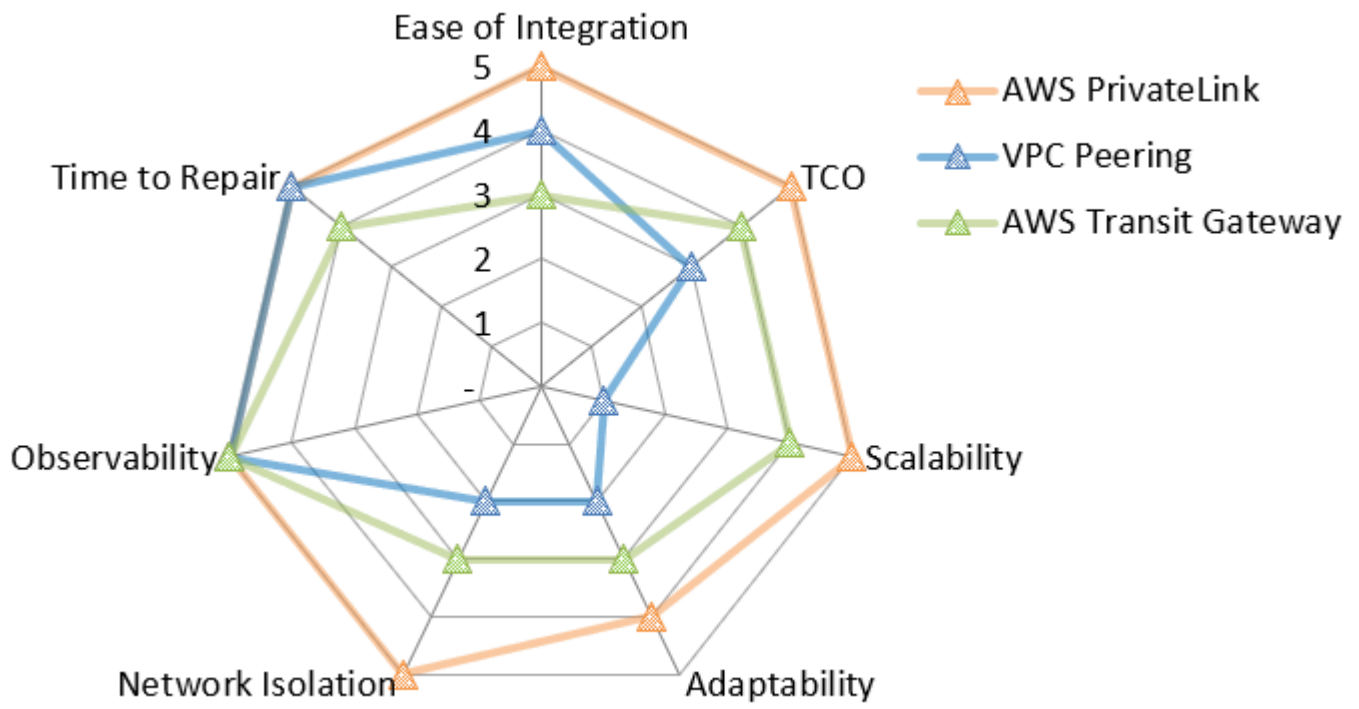 Ease of Integration
5
AWS PrivateLink
4
VPC Peering
Time to Repair
TCO
3
AWS Transit Gateway
2
1
-
Observability
Scalability
Network Isolation
Adaptability